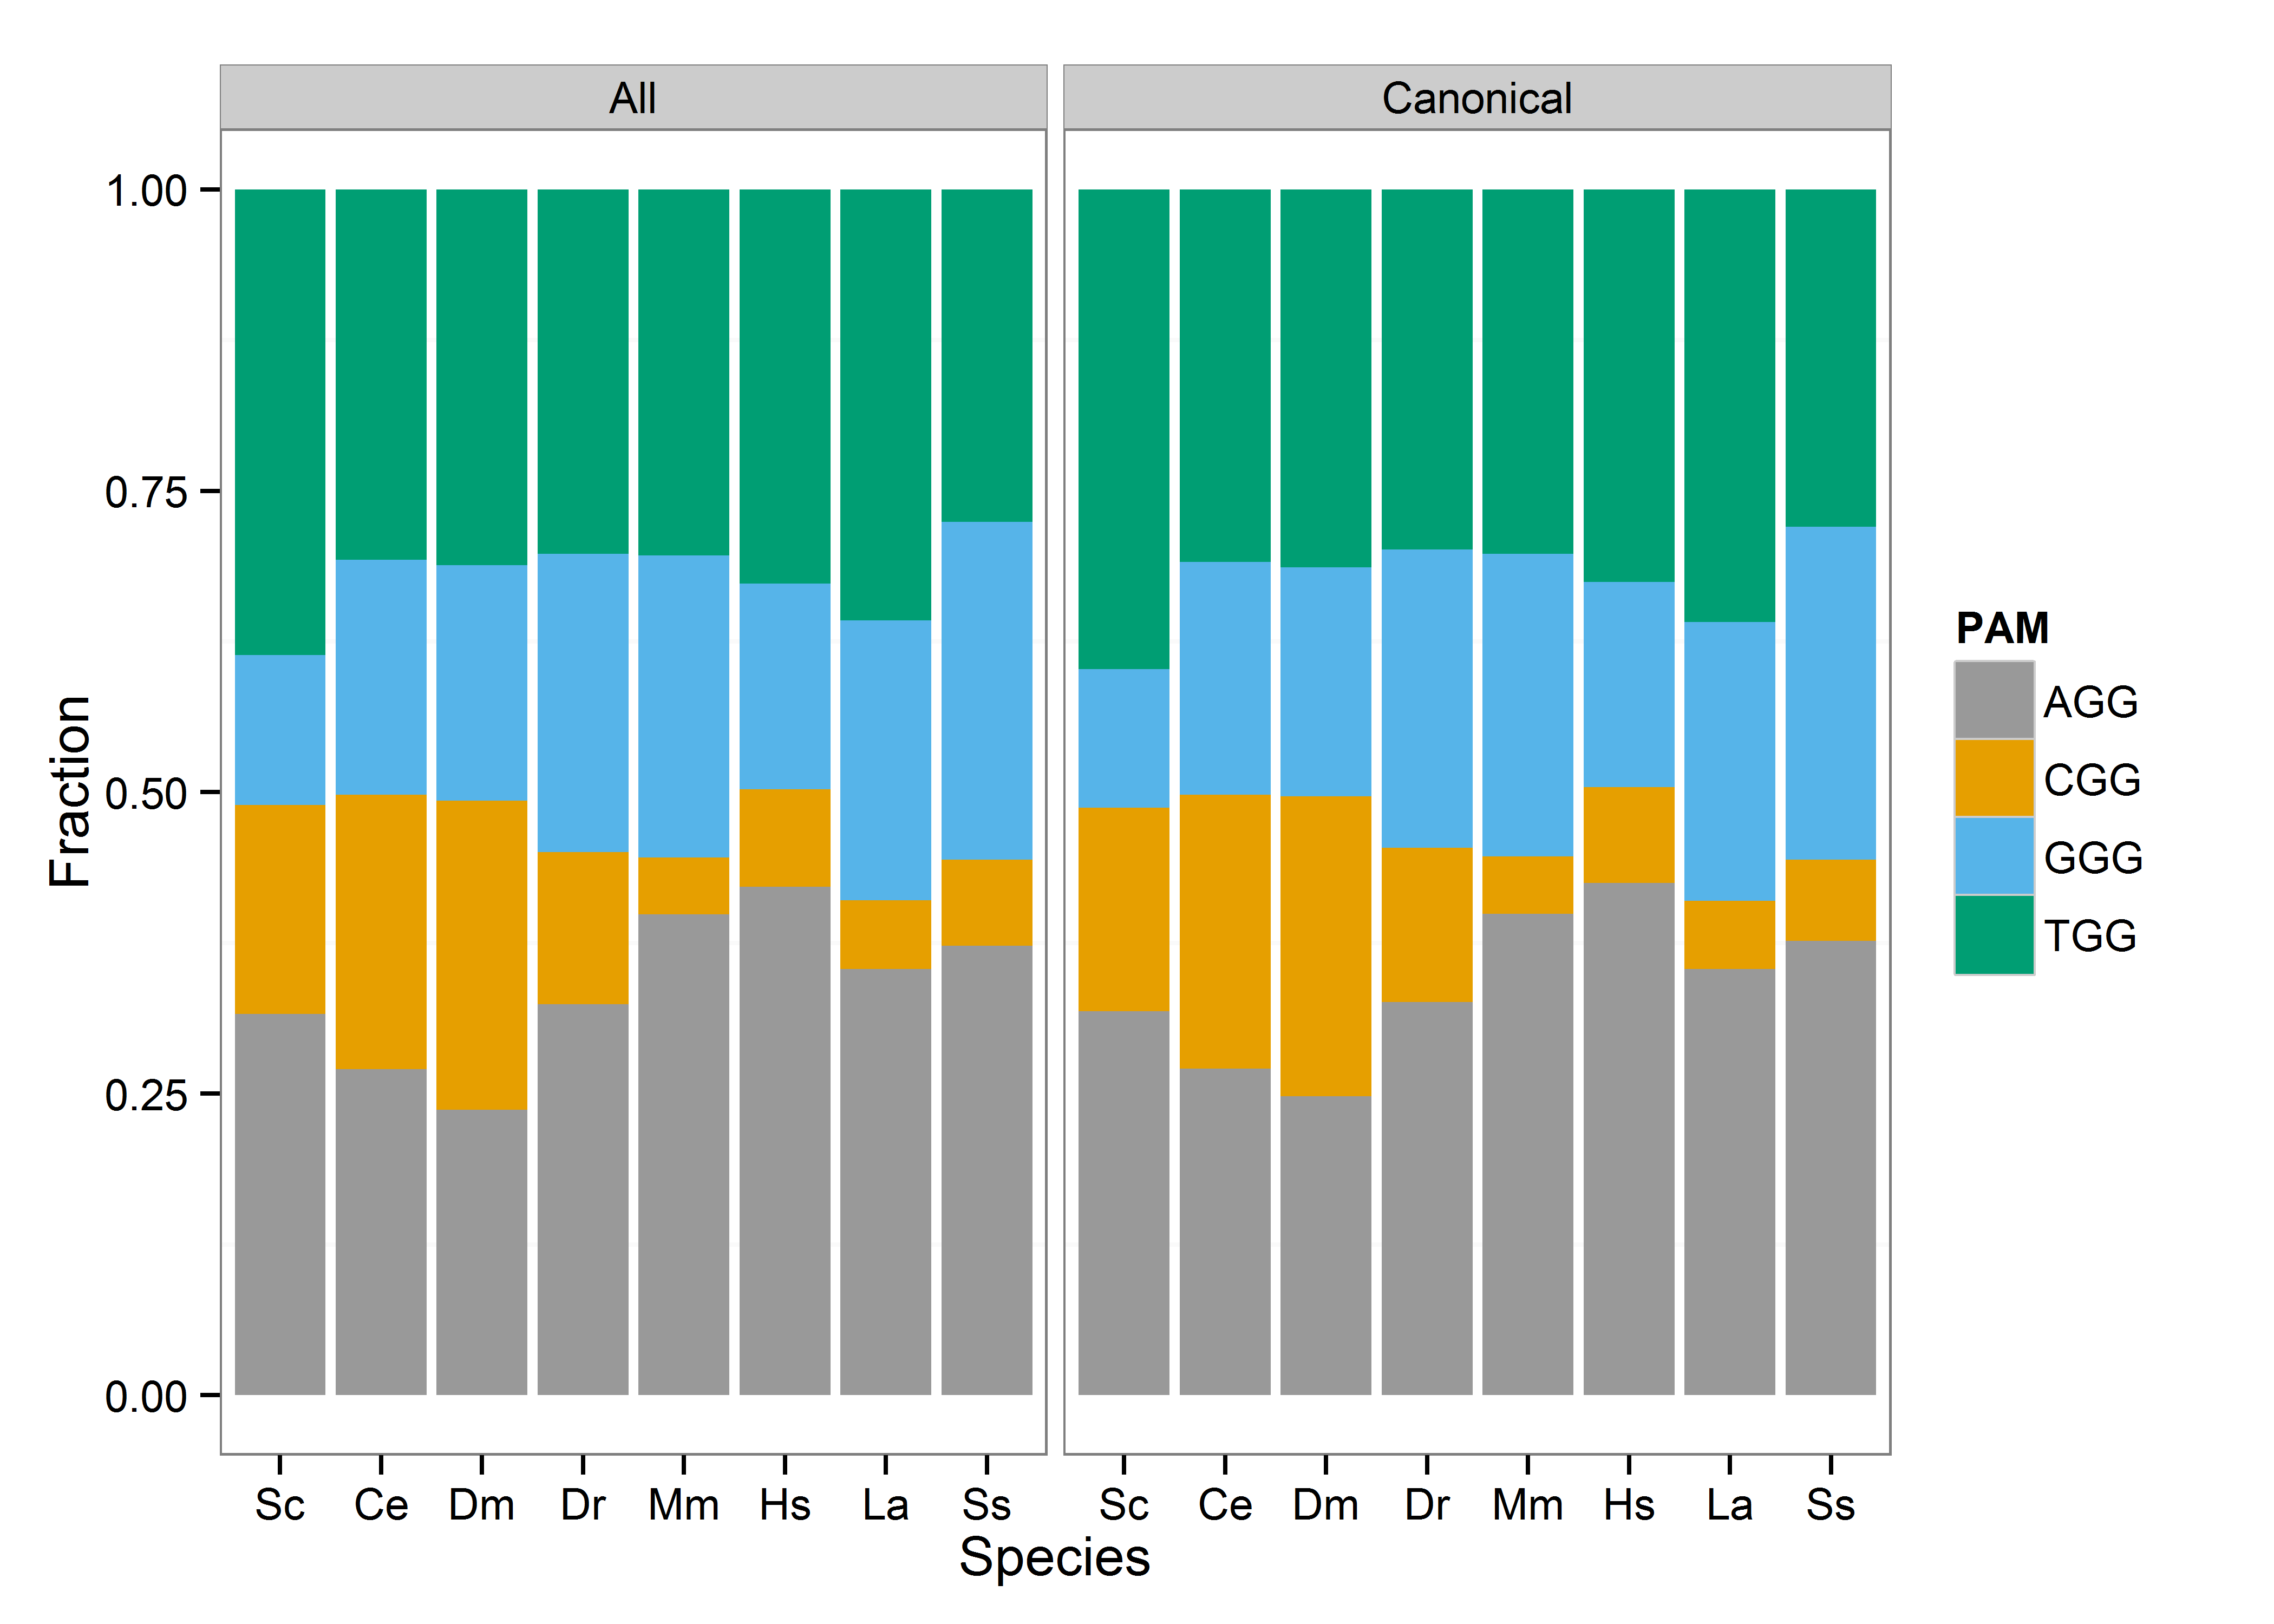 All
Canonical
1.00
0.75
0.50
0.25
0.00
Fraction
Sc Ce Dm Dr Mm Hs La Ss
Sc Ce Dm Dr Mm Hs La Ss
Species
PAM
AGG
CGG
GGG
TGG